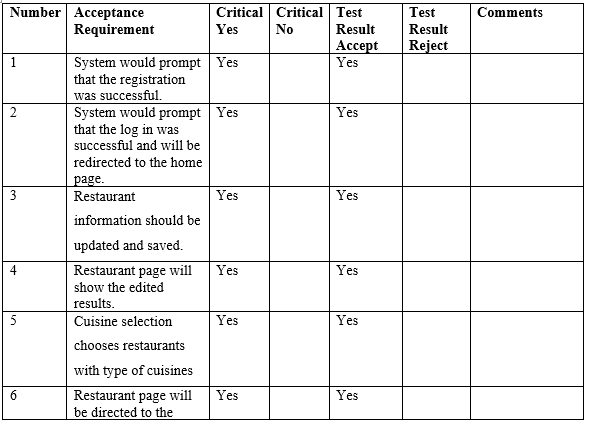 Number Acceptance Critical Critical Test Test Comments
Requirement Yes No Result Result
Accept Reject
1 System would prompt Yes Yes
that the registration
was successful.
2 System would prompt Yes Yes
that the log in was
successful and will be
redirected to the home
page.
3 Restaurant Yes Yes
information should be
updated and saved.
4 Restaurant page will Yes Yes
show the edited
results.
5 Cuisine selection Yes Yes
chooses restaurants
with type of cuisines
6 Restaurant page will Yes Yes
be directed to the